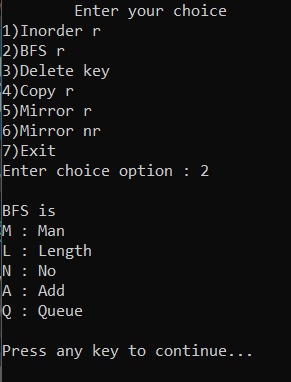 Enter your choice
1)Inorder r
2)BFS r
3)Delete key
4)Copy r
5)Mirror r
6)Mirror nr
7)Exit
Enter choice option : 2
BFS is
M : Man
L : Length
N : No
A : Add
Q : Queue
Press any key to continue...